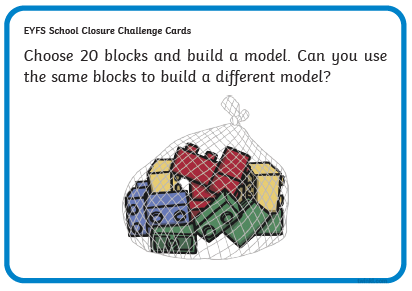 EYFS School Closure Challenge Cards
Choose 20 blocks and build a model. Can you use
the same blocks to build a different model?